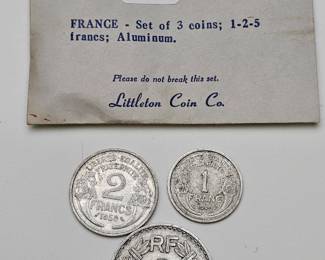 FRANCE - Set of 3 coins; 1-2-5
francs; Aluminum.
Please do not break this set.
Littleton Coin Co.
2
FRANCS
1
FRANC
RF